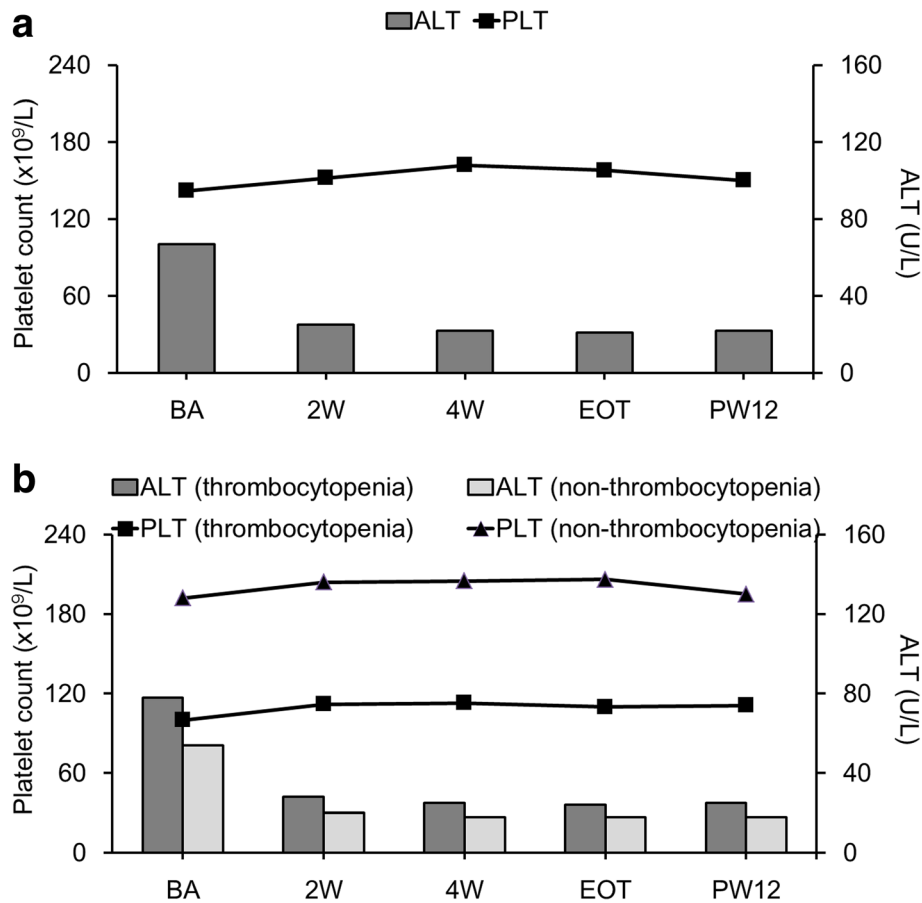 a
ALT PLT
240 160
180 120
120 80
60 40
0 0
Platelet count (x10⁹/L)
ALT (U/L)
BA 2W 4W EOT PW12
b
ALT (thrombocytopenia) ALT (non-thrombocytopenia)
PLT (thrombocytopenia) PLT (non-thrombocytopenia)
240 160
180 120
120 80
60 40
0 0
Platelet count (x10⁹/L)
ALT (U/L)
BA 2W 4W EOT PW12